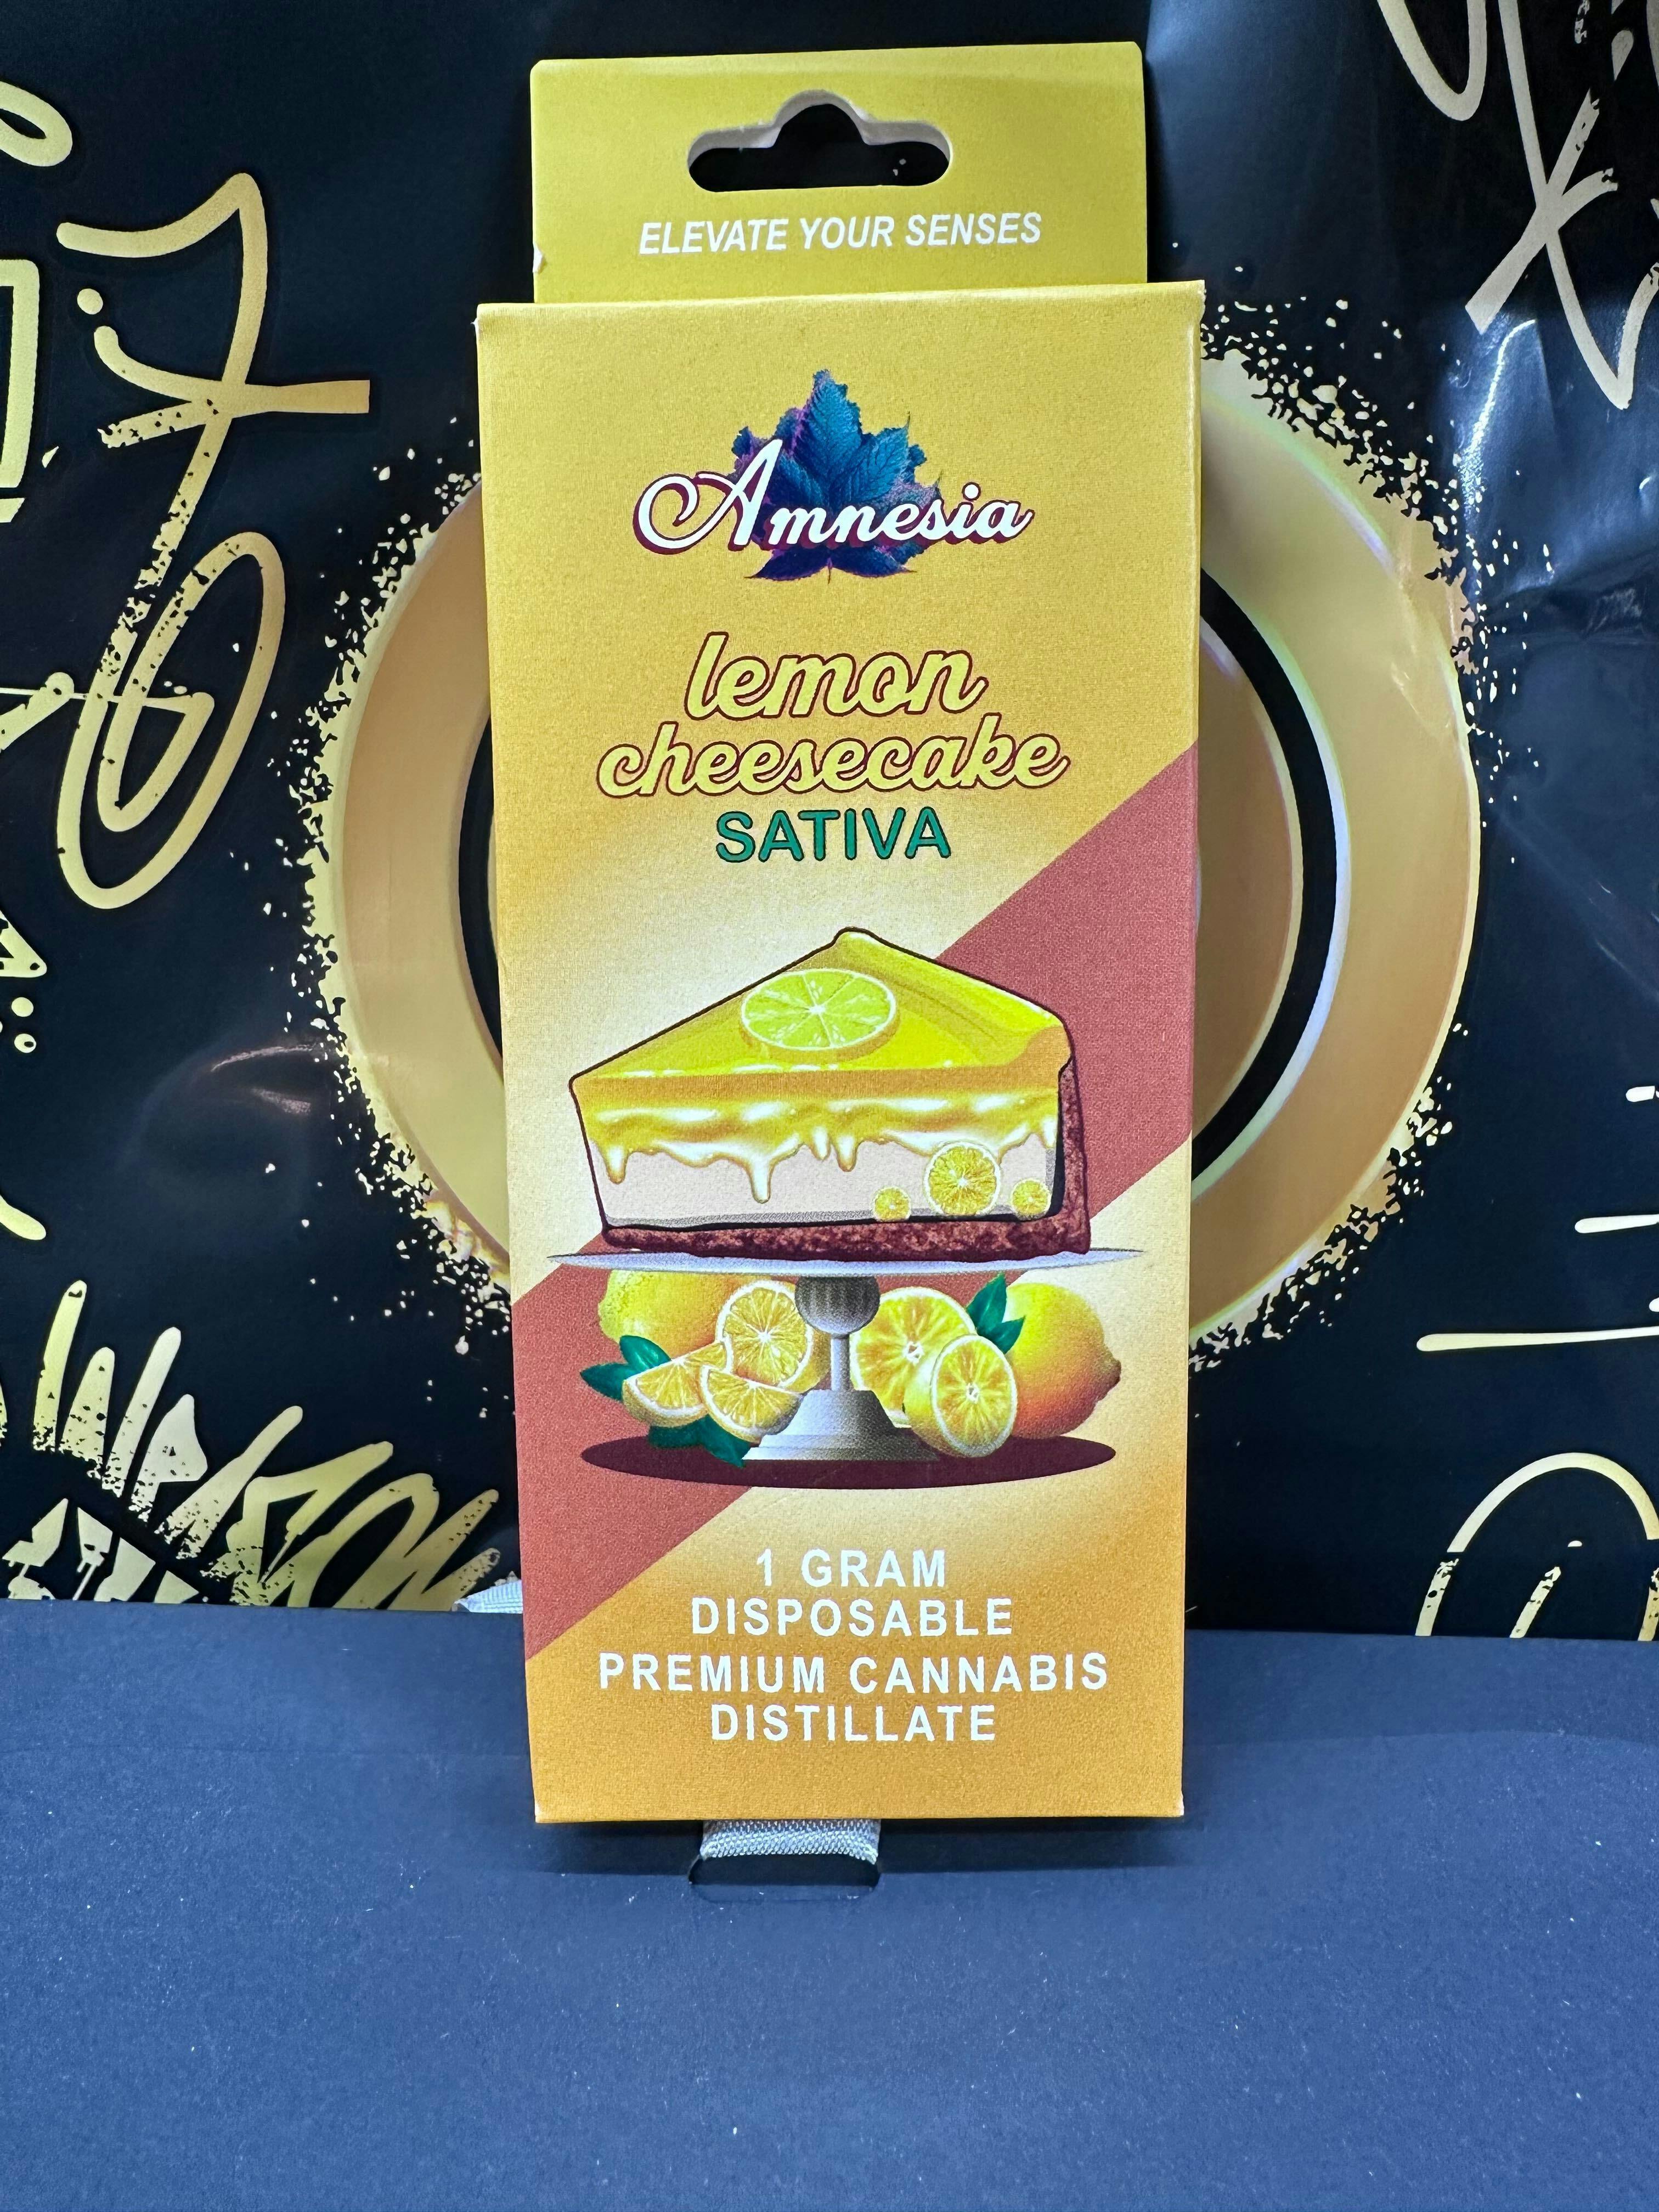 ELEVATE YOUR SENSES
Amnesia
lemon
cheesecake
SATIVA
1 GRAM
DISPOSABLE
PREMIUM CANNABIS
DISTILLATE